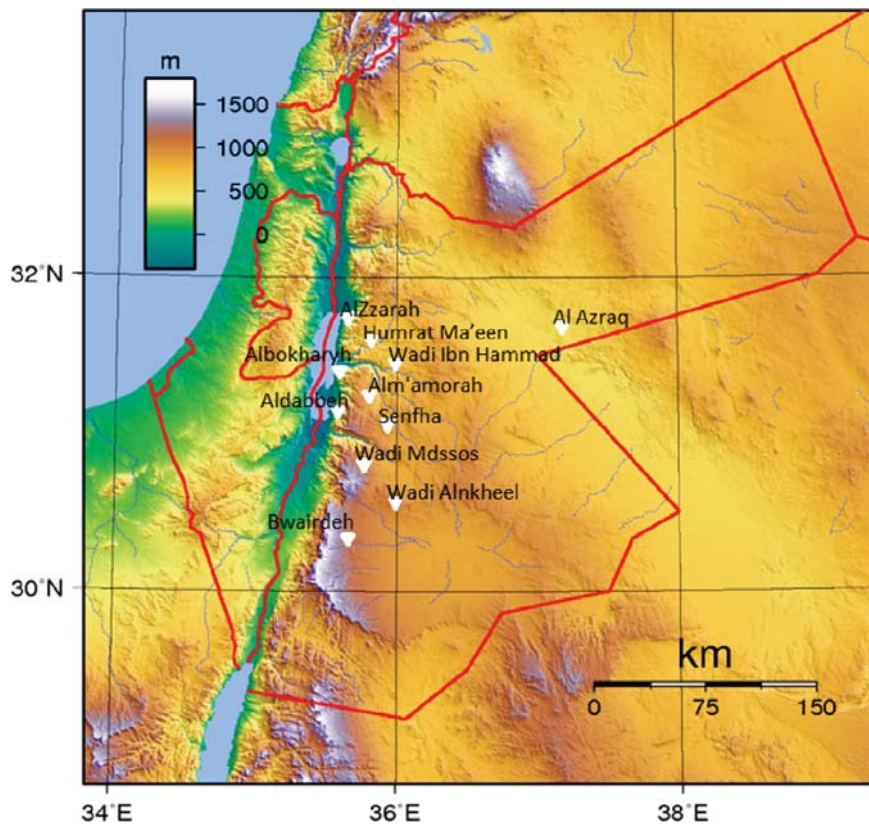 m
1500
1000
500
0
32°N
AlZzarah
Al Azraq
Humrat Ma'een
Albokharyh
Wadi Ibn Hammad
Alm'amorah
Aldabbeh
Senfha
Wadi Mdssos
Wadi Alnkheel
Bwairdeh
30°N
km
0 75 150
34°E 36°E 38°E